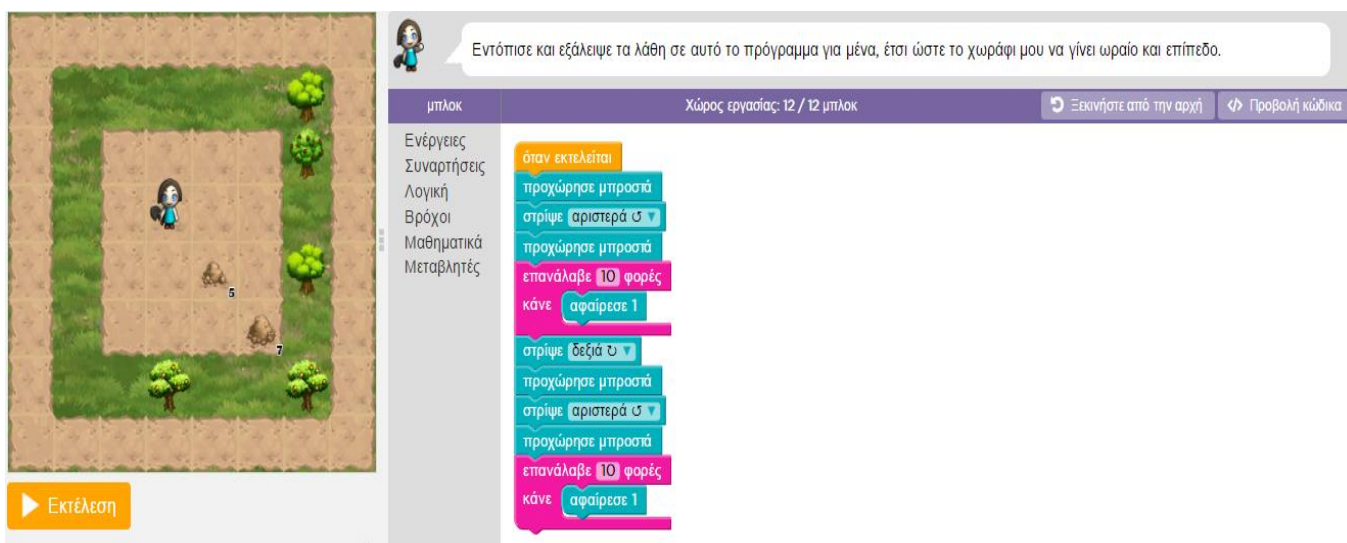 Εντόπισε και εξάλειψε τα λάθη σε αυτό το πρόγραμμα για μένα, έτσι ώστε το χωράφι μου να γίνει ωραίο και επίπεδο.
μπλοκ
Χώρος εργασίας: 12 / 12 μπλοκ
Ξεκινήστε από την αρχή
Προβολή κώδικα
Ενέργειες
Συναρτήσεις
Λογική
Βρόχοι
Μαθηματικά
Μεταβλητές
όταν εκτελείται
προχώρησε μπροστά
στρίψε αριστερά ↺ ▼
προχώρησε μπροστά
επανάλαβε 10 φορές
κάνε αφαίρεσε 1
στρίψε δεξιά ↻ ▼
προχώρησε μπροστά
στρίψε αριστερά ↺ ▼
προχώρησε μπροστά
επανάλαβε 10 φορές
κάνε αφαίρεσε 1
5
7
Εκτέλεση